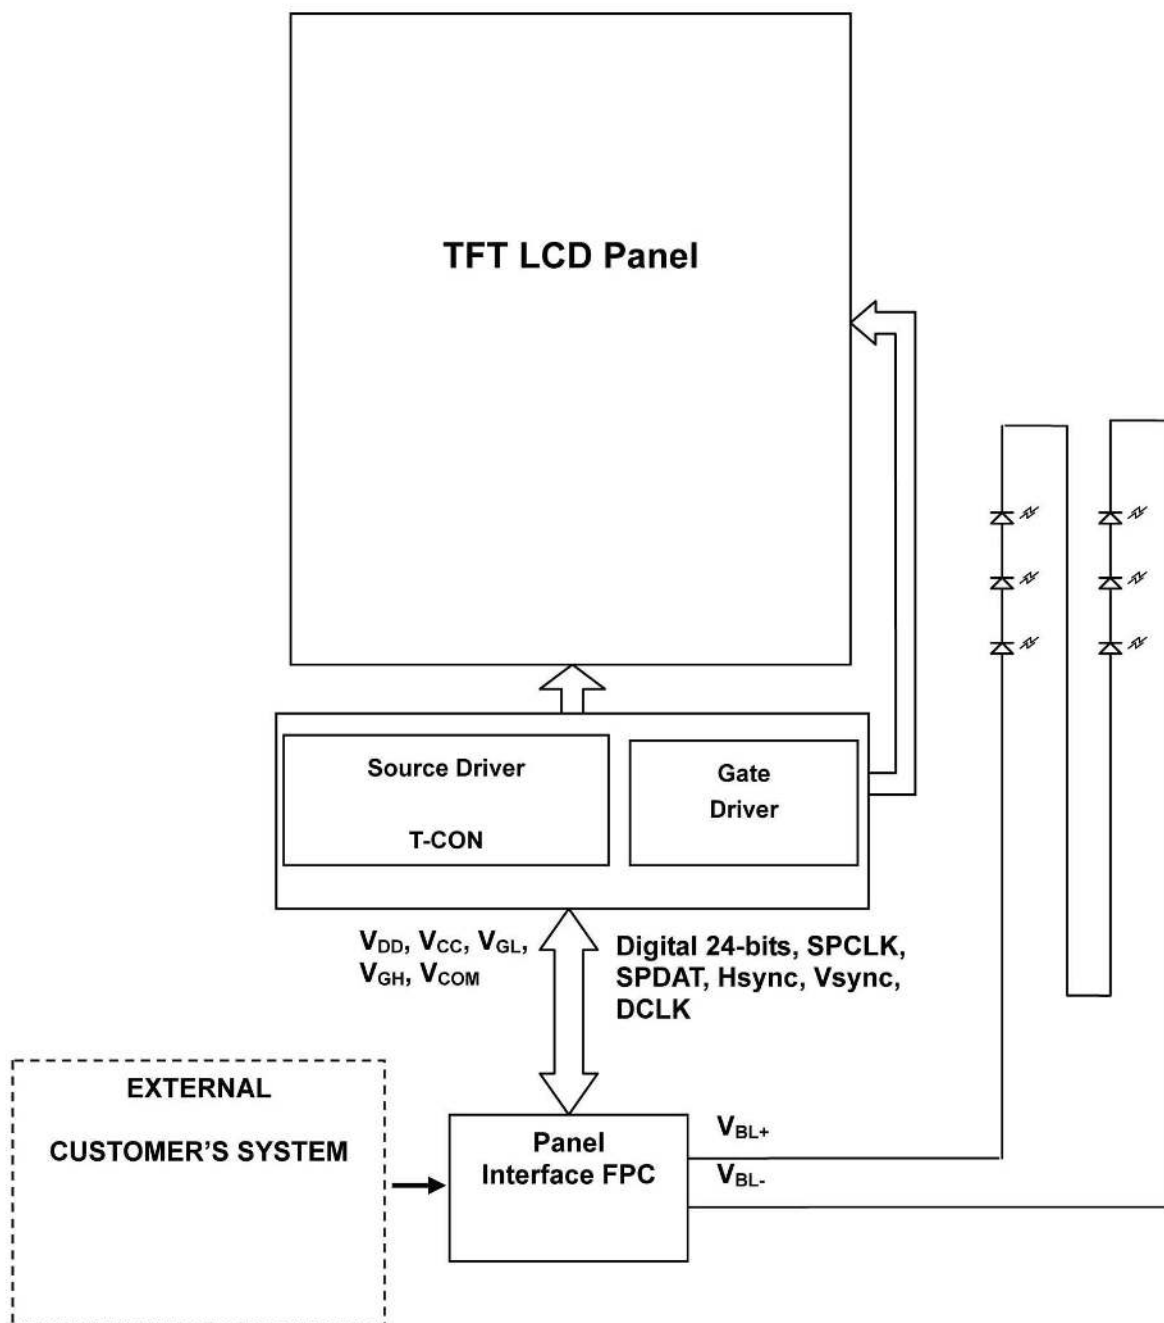 TFT LCD Panel
Source Driver
T-CON
Gate
Driver
VDD, VCC, VGL,
VGH, VCOM
Digital 24-bits, SPCLK,
SPDAT, Hsync, Vsync,
DCLK
EXTERNAL
CUSTOMER'S SYSTEM
Panel
Interface FPC
VBL+
VBL-